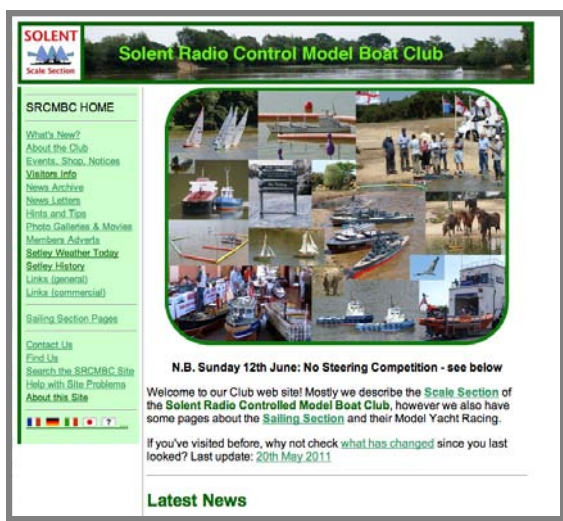 SOLENT
Scale Section
Solent Radio Control Model Boat Club
SRCMBC HOME
What's New?
About the Club
Events, Shop, Notices
Visitors Info
News Archive
News Letters
Hints and Tips
Photo Galleries & Movies
Members Adverts
Setley Weather Today
Setley History
Links (general)
Links (commercial)
Sailing Section Pages
Contact Us
Find Us
Search the SRCMBC Site
Help with Site Problems
About this Site
? ...
N.B. Sunday 12th June: No Steering Competition - see below
Welcome to our Club web site! Mostly we describe the Scale Section of
the Solent Radio Controlled Model Boat Club, however we also have
some pages about the Sailing Section and their Model Yacht Racing.
If you've visited before, why not check what has changed since you last
looked? Last update: 20th May 2011
Latest News